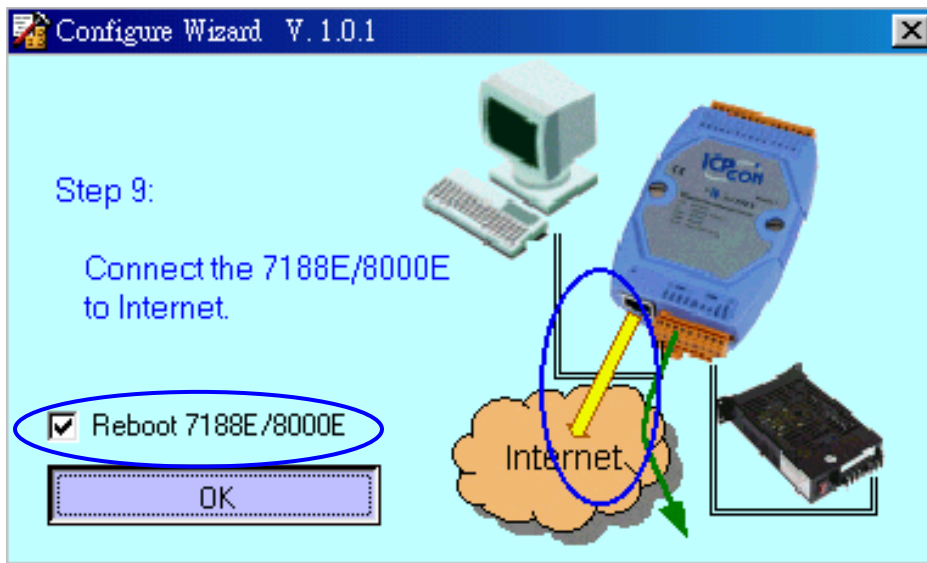 Configure Wizard V. 1.0.1
Step 9:
Connect the 7188E/8000E
to Internet.
ICP
con
Reboot 7188E/8000E
Internet
OK